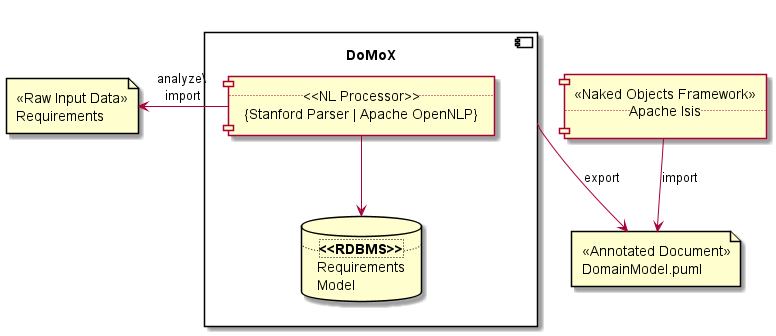 DoMoX
analyze\
import
«Raw Input Data»
Requirements
<<NL Processor>>
{Stanford Parser | Apache OpenNLP}
«Naked Objects Framework»
Apache Isis
export
import
<<RDBMS>>
Requirements
Model
«Annotated Document»
DomainModel.puml